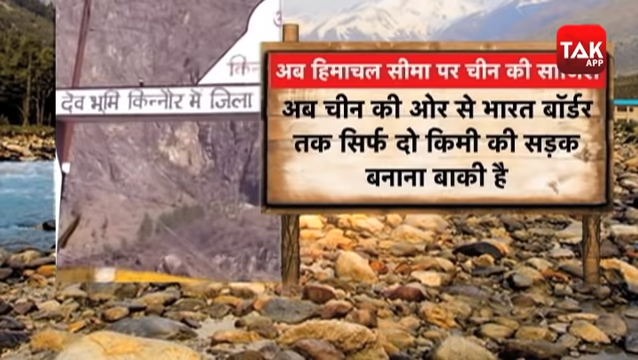 TAK
APP
अब हिमाचल सीमा पर चीन की
देव भूमि किन्नौर में जिला
अब चीन की ओर से भारत बॉर्डर
तक सिर्फ दो किमी की सड़क
बनाना बाकी है